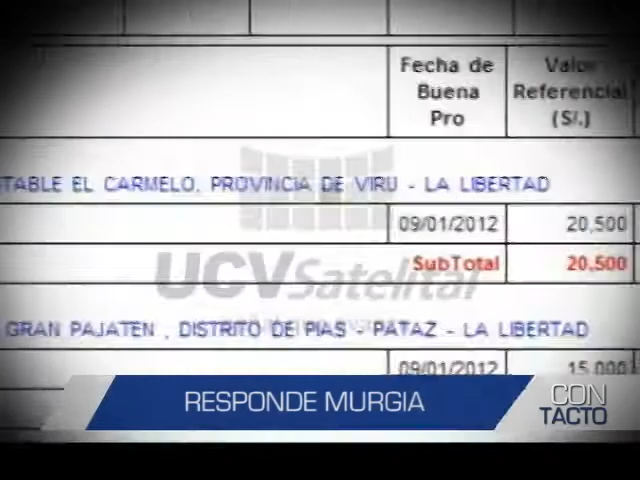 Fecha de
Buena
Pro
Valor
Referencial
(S/.)
TABLE EL CARMELO, PROVINCIA DE VIRU - LA LIBERTAD
09/01/2012 20,500
SubTotal 20,500
UCVSatelital
GRAN PAJATEN , DISTRITO DE PIAS - PATAZ - LA LIBERTAD
09/01/2012 15,000
RESPONDE MURGIA
CON
TACTO